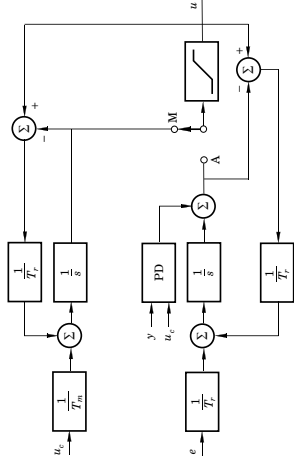 1/T_r
Σ
+
−
u_c
1/T_m
Σ
1/s
M
u
y
u_c
PD
A
e
1/T_r
Σ
1/s
Σ
−
+
Σ
1/T_r